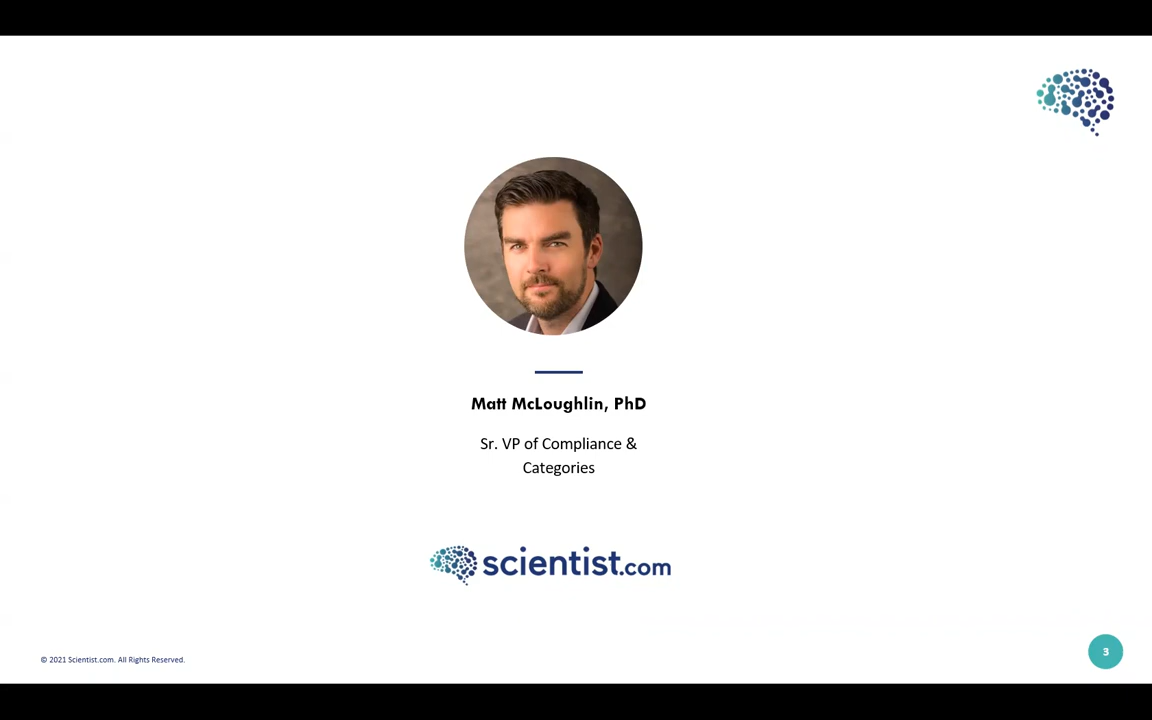 Matt McLoughlin, PhD
Sr. VP of Compliance &
Categories
scientist.com
© 2021 Scientist.com. All Rights Reserved.
3